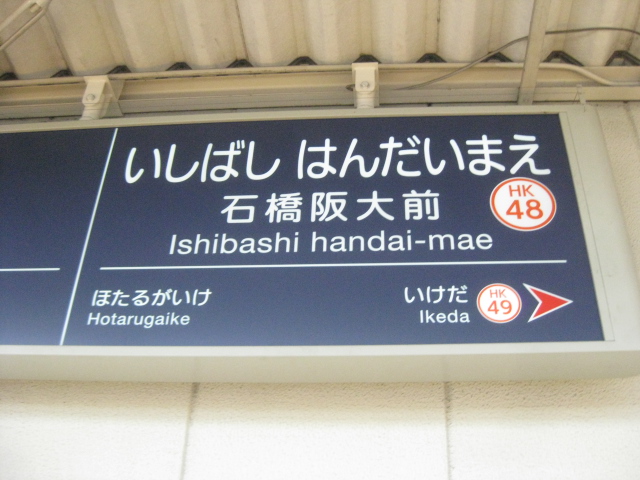 いしばし はんだいまえ
石橋阪大前
HK
48
Ishibashi handai-mae
ほたるがいけ
Hotarugaike
いけだ
Ikeda
HK
49